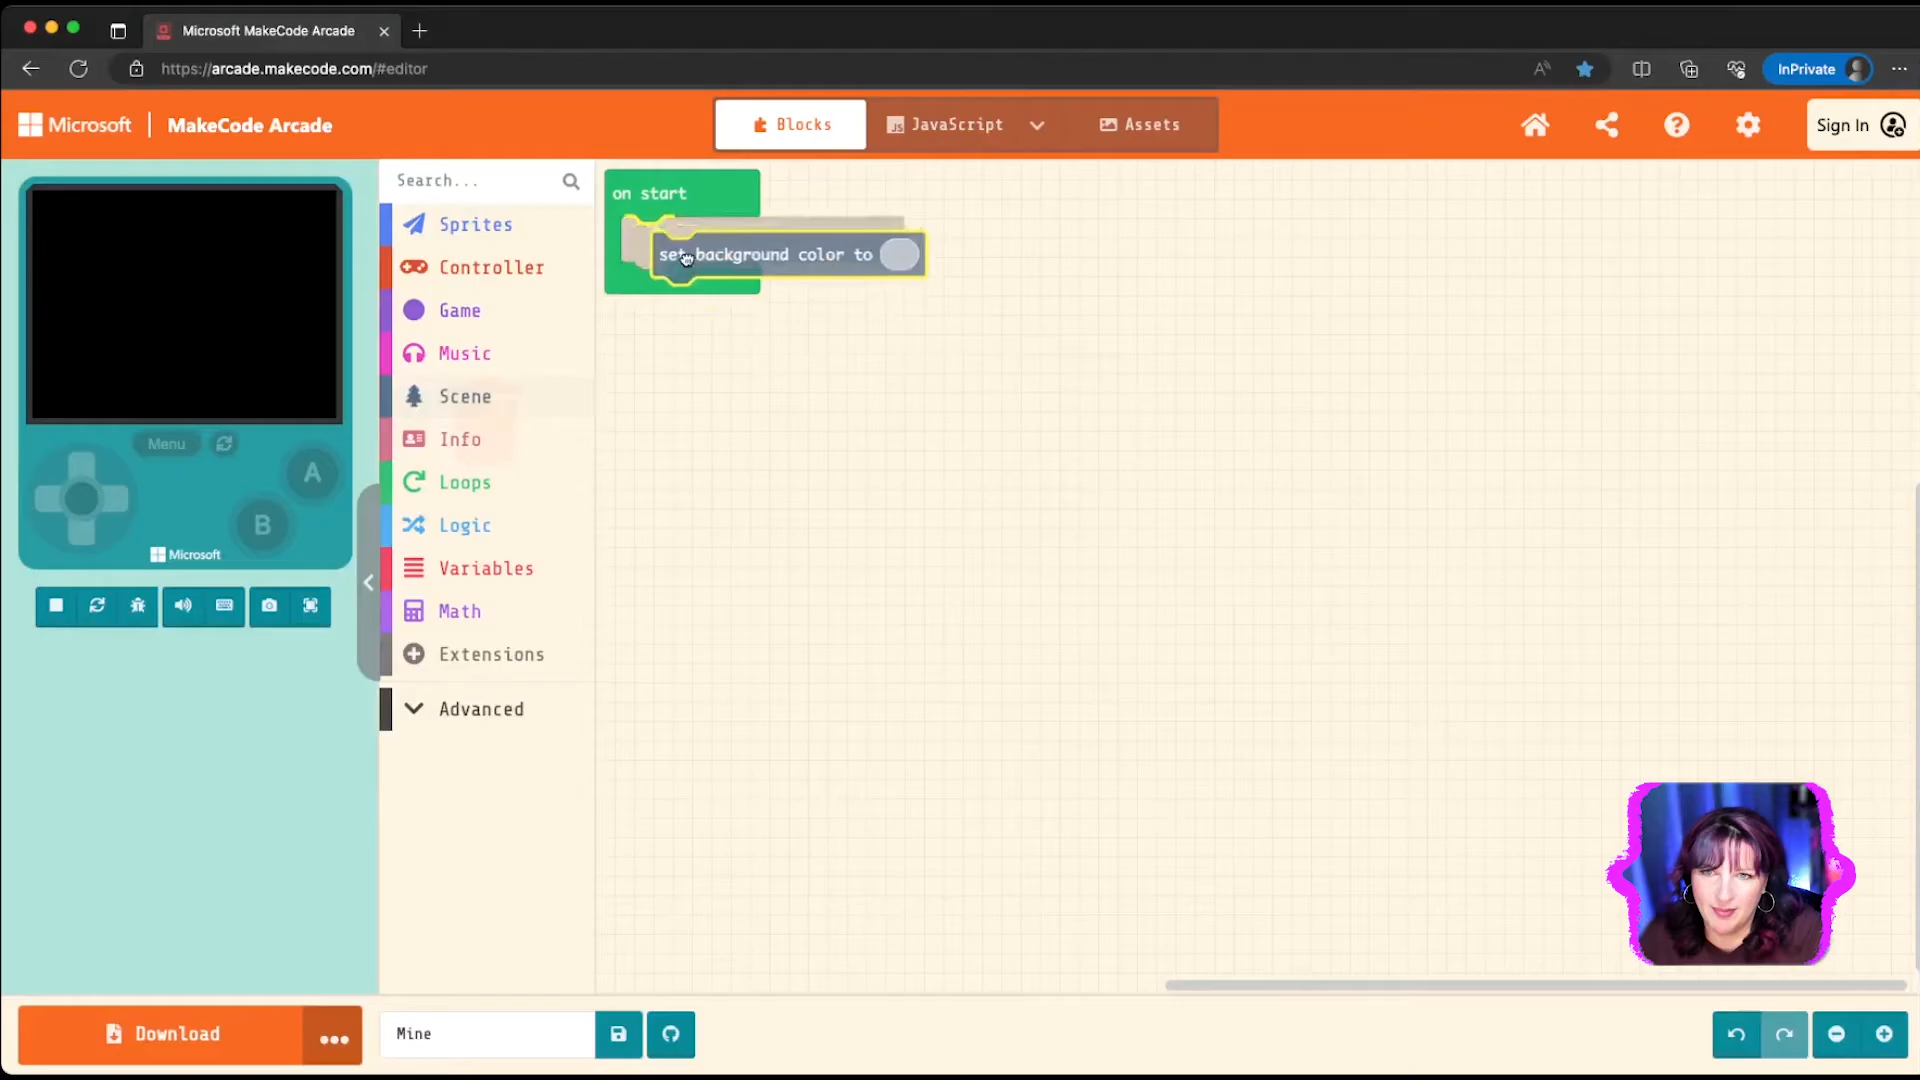 Microsoft MakeCode Arcade
https://arcade.makecode.com/#editor
InPrivate
Microsoft | MakeCode Arcade
Blocks
JavaScript
Assets
Sign In
Search...
Sprites
Controller
Game
Music
Scene
Info
Loops
Logic
Variables
Math
Extensions
Advanced
on start
set background color to
Menu
A
B
Microsoft
Download
Mine